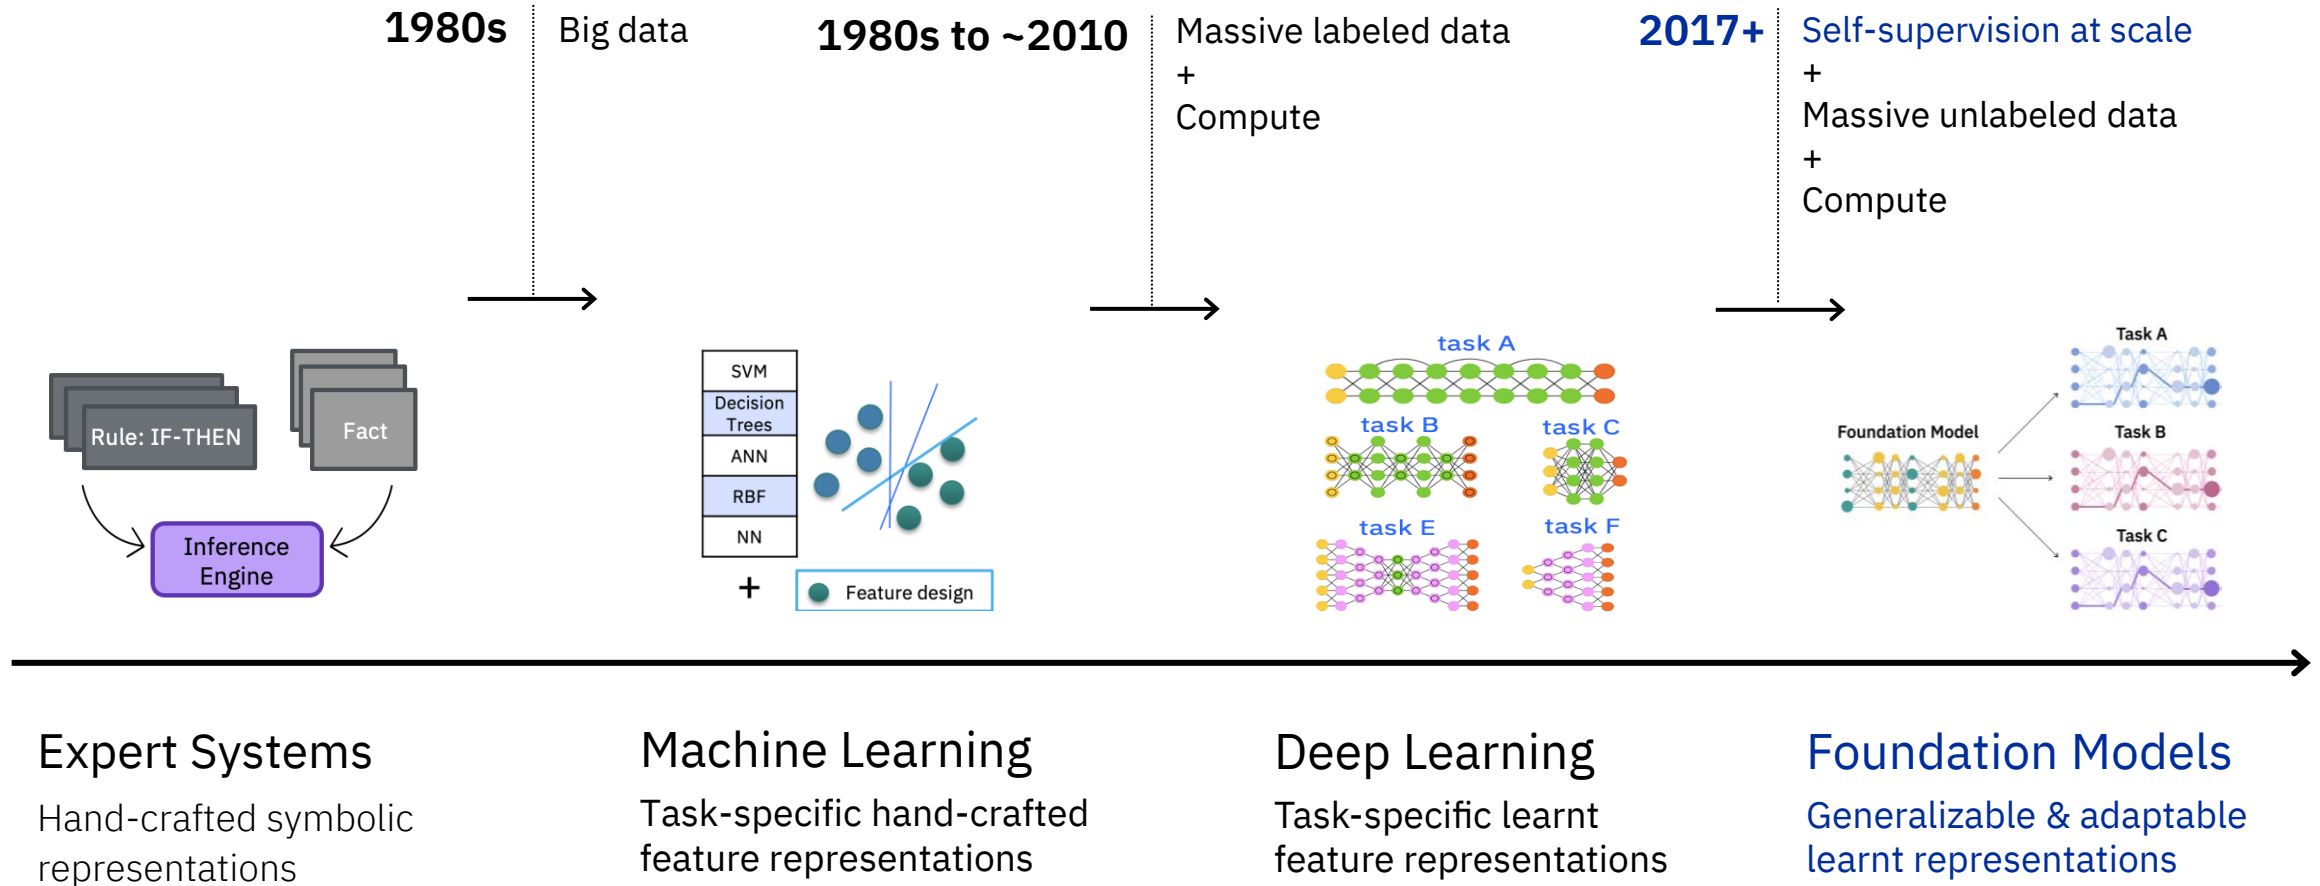 1980s
Big data
1980s to ~2010
Massive labeled data
+
Compute
2017+
Self-supervision at scale
+
Massive unlabeled data
+
Compute
Rule: IF-THEN
Fact
Inference
Engine
SVM
Decision
Trees
ANN
RBF
NN
+
Feature design
task A
task B
task C
task E
task F
Foundation Model
Task A
Task B
Task C
Expert Systems
Hand-crafted symbolic
representations
Machine Learning
Task-specific hand-crafted
feature representations
Deep Learning
Task-specific learnt
feature representations
Foundation Models
Generalizable & adaptable
learnt representations